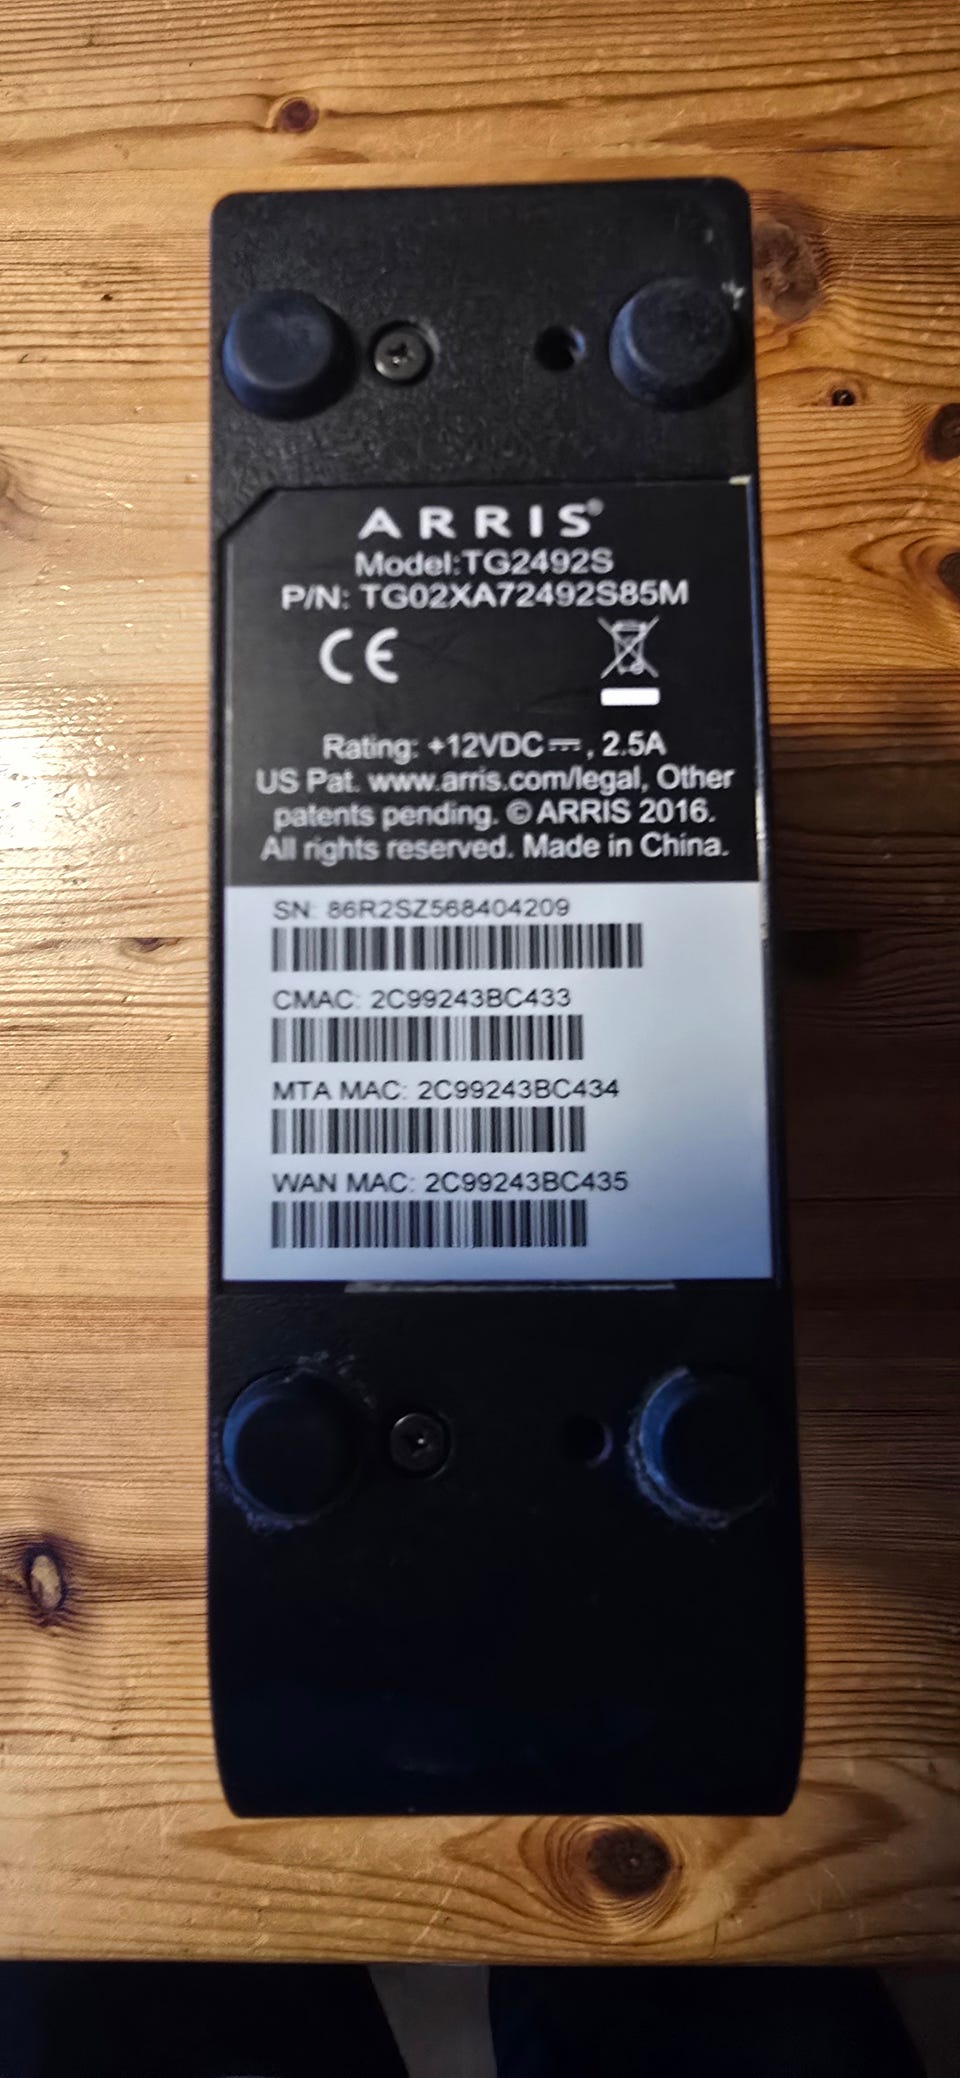 ARRIS®
Model:TG2492S
P/N: TG02XA72492S85M
CE
Rating: +12VDC⎓, 2.5A
US Pat. www.arris.com/legal, Other
patents pending. © ARRIS 2016.
All rights reserved. Made in China.
SN: 86R2SZ568404209
CMAC: 2C99243BC433
MTA MAC: 2C99243BC434
WAN MAC: 2C99243BC435